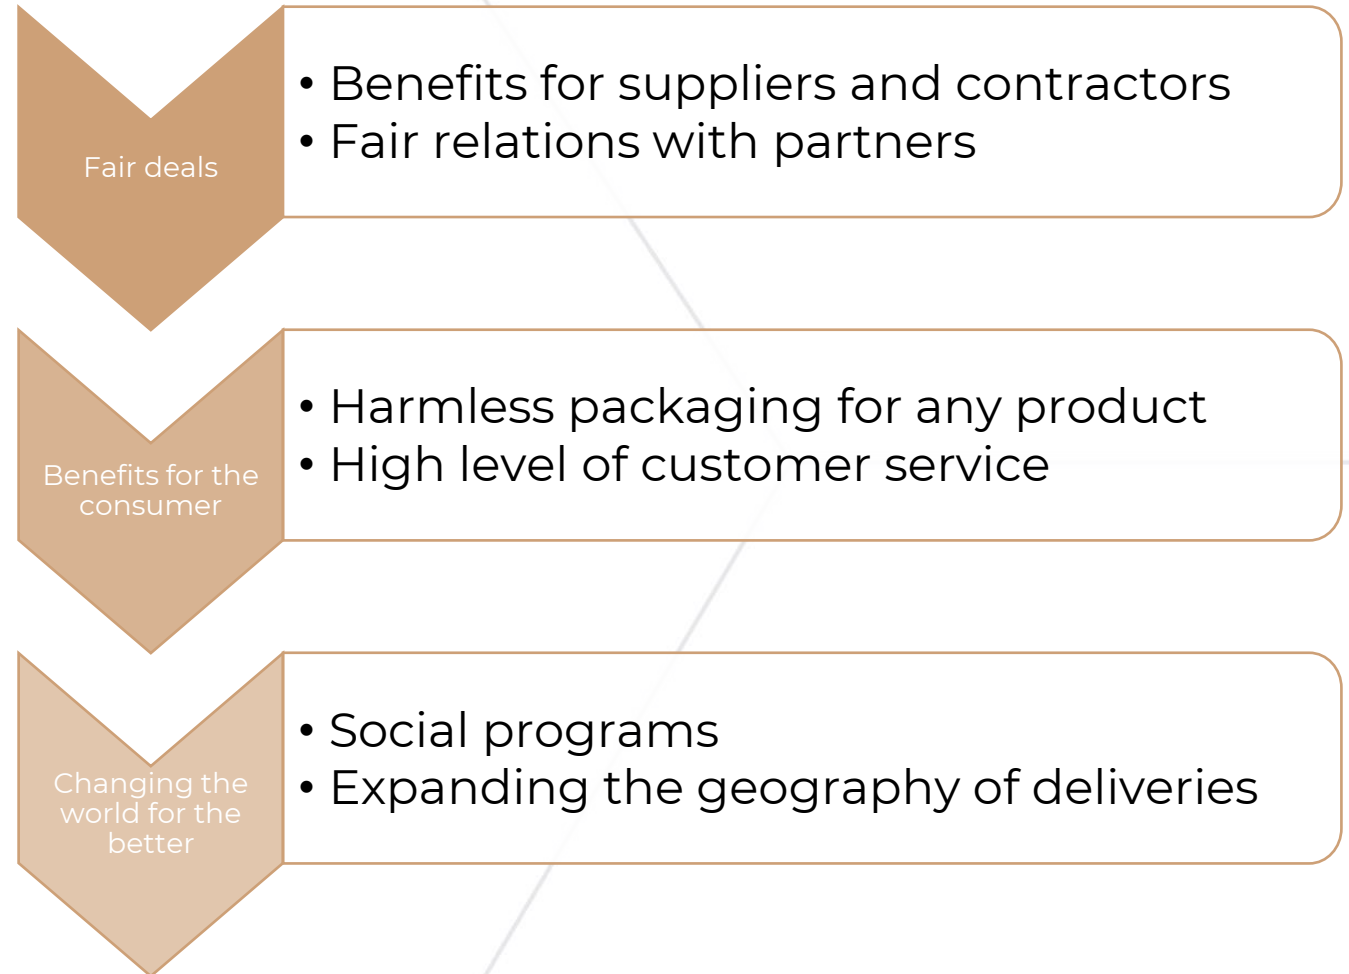 Fair deals
• Benefits for suppliers and contractors
• Fair relations with partners
Benefits for the
consumer
• Harmless packaging for any product
• High level of customer service
Changing the
world for the
better
• Social programs
• Expanding the geography of deliveries